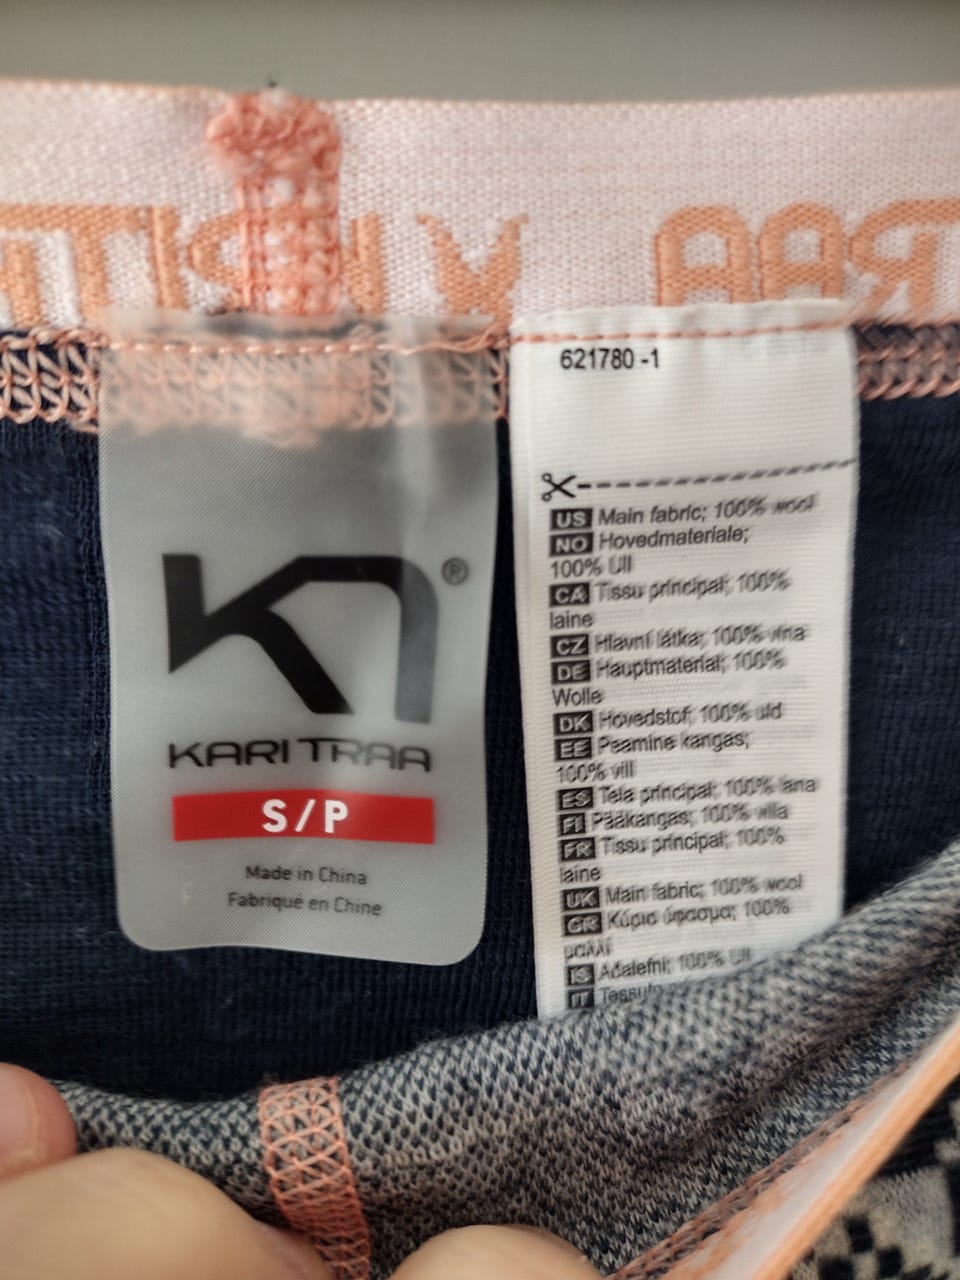 KARI TRAA
®
KARI TRAA
S/P
Made in China
Fabriqué en Chine
621780 -1
US Main fabric; 100% wool
NO Hovedmateriale;
100% Ull
CA Tissu principal; 100%
laine
CZ Hlavní látka; 100% vlna
DE Hauptmaterial; 100%
Wolle
DK Hovedstof; 100% uld
EE Peamine kangas;
100% vill
ES Tela principal; 100% lana
FI Pääkangas; 100% villa
FR Tissu principal; 100%
laine
UK Main fabric; 100% wool
GR Κύριο ύφασμα; 100%
μαλλί
IS Aðalefni; 100% Ull
IT Tessuto